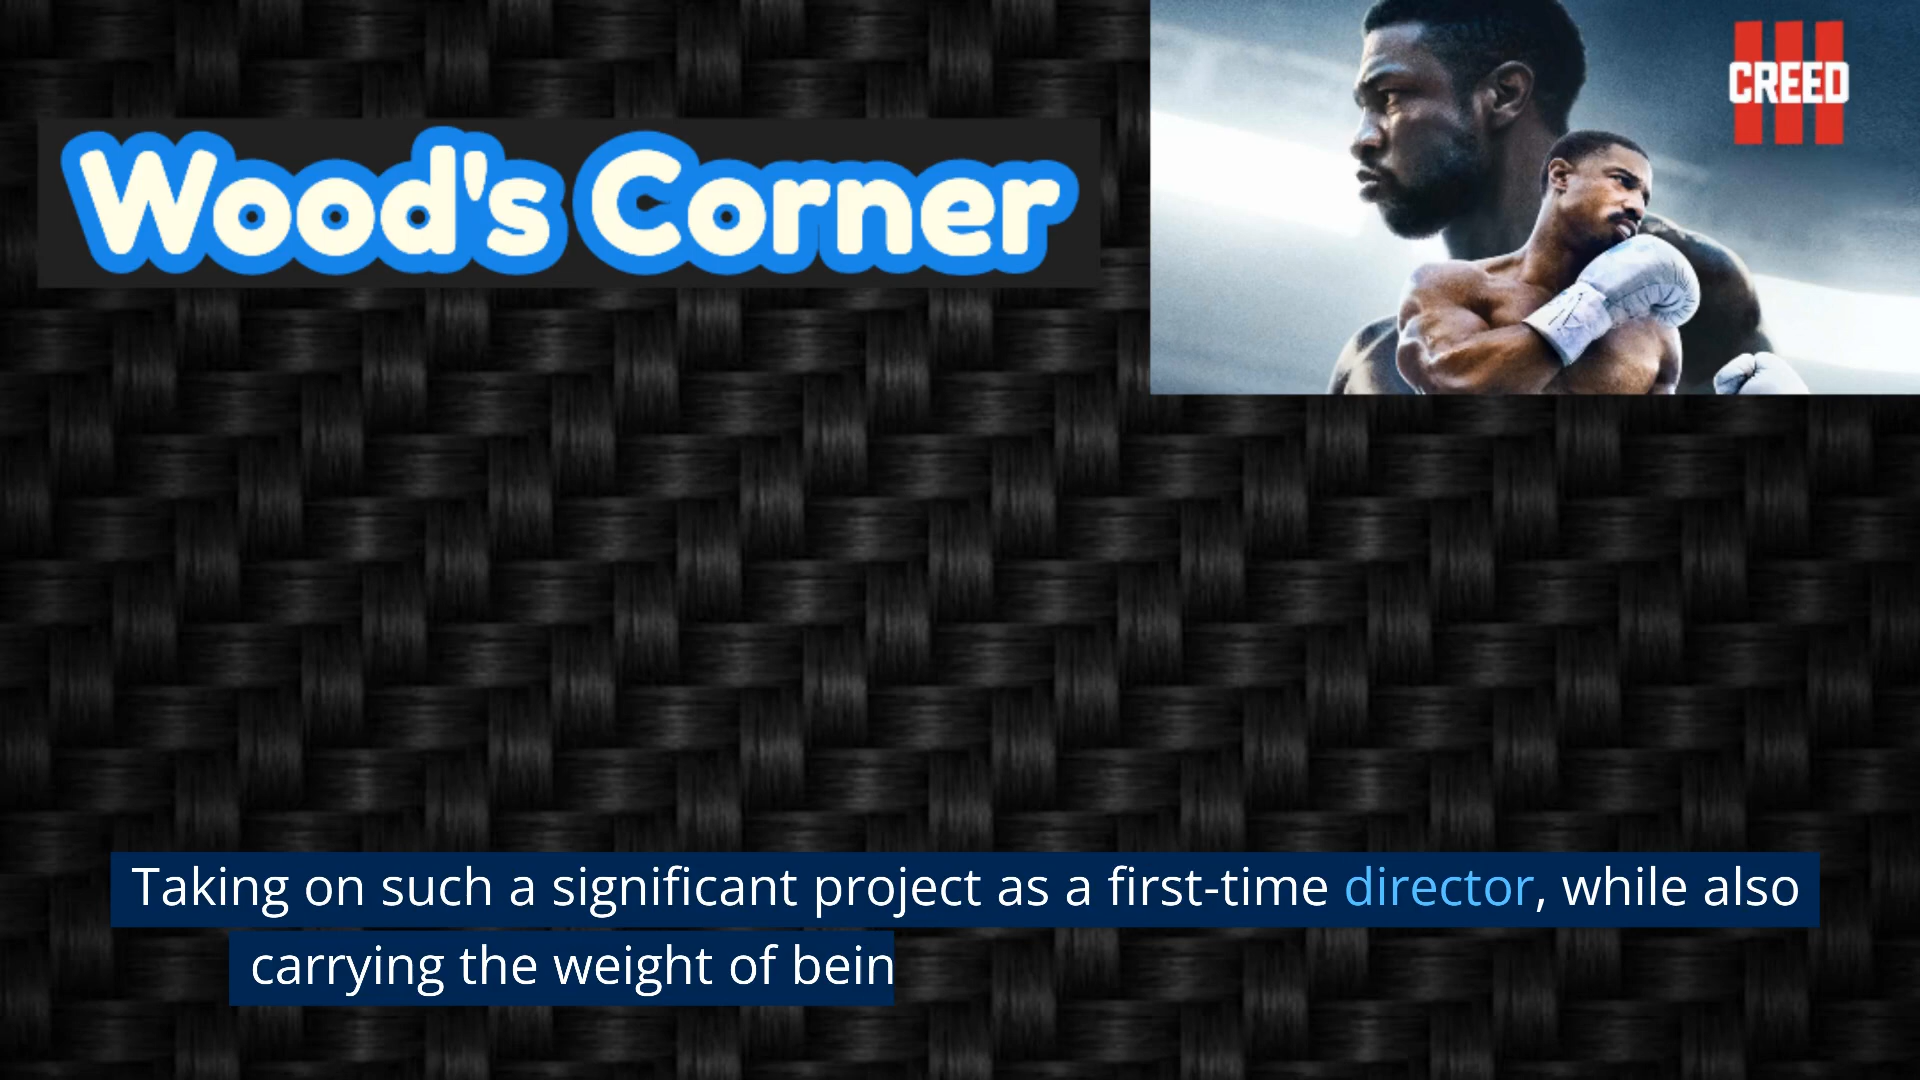 CREED
III
Wood's Corner
Taking on such a significant project as a first-time director, while also
carrying the weight of bein